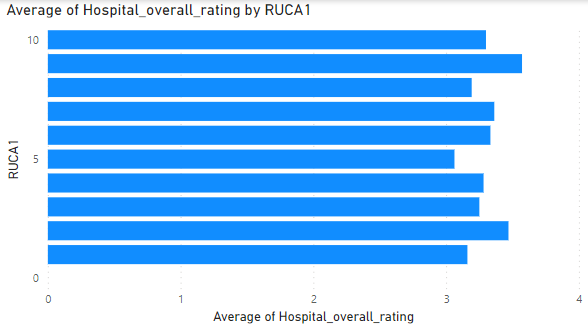 Average of Hospital_overall_rating by RUCA1
10
5
0
RUCA1
0 1 2 3 4
Average of Hospital_overall_rating